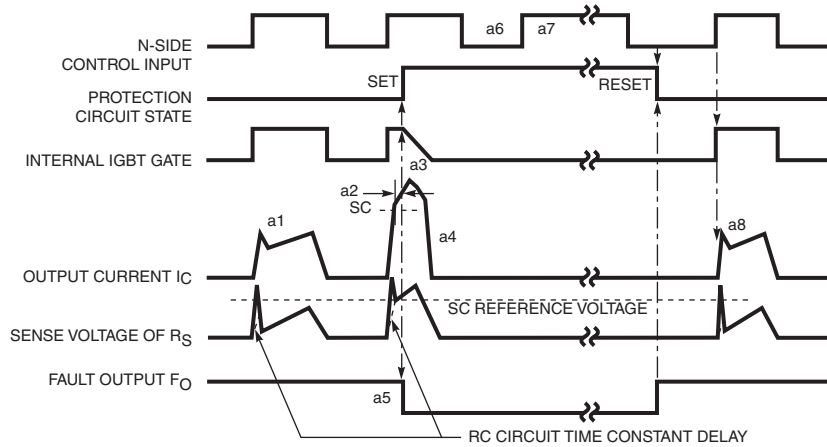 a6 a7
N-SIDE
CONTROL INPUT
SET RESET
PROTECTION
CIRCUIT STATE
INTERNAL IGBT GATE
a3
a2
SC
a1 a4 a8
OUTPUT CURRENT IC
SC REFERENCE VOLTAGE
SENSE VOLTAGE OF RS
FAULT OUTPUT FO
a5
RC CIRCUIT TIME CONSTANT DELAY